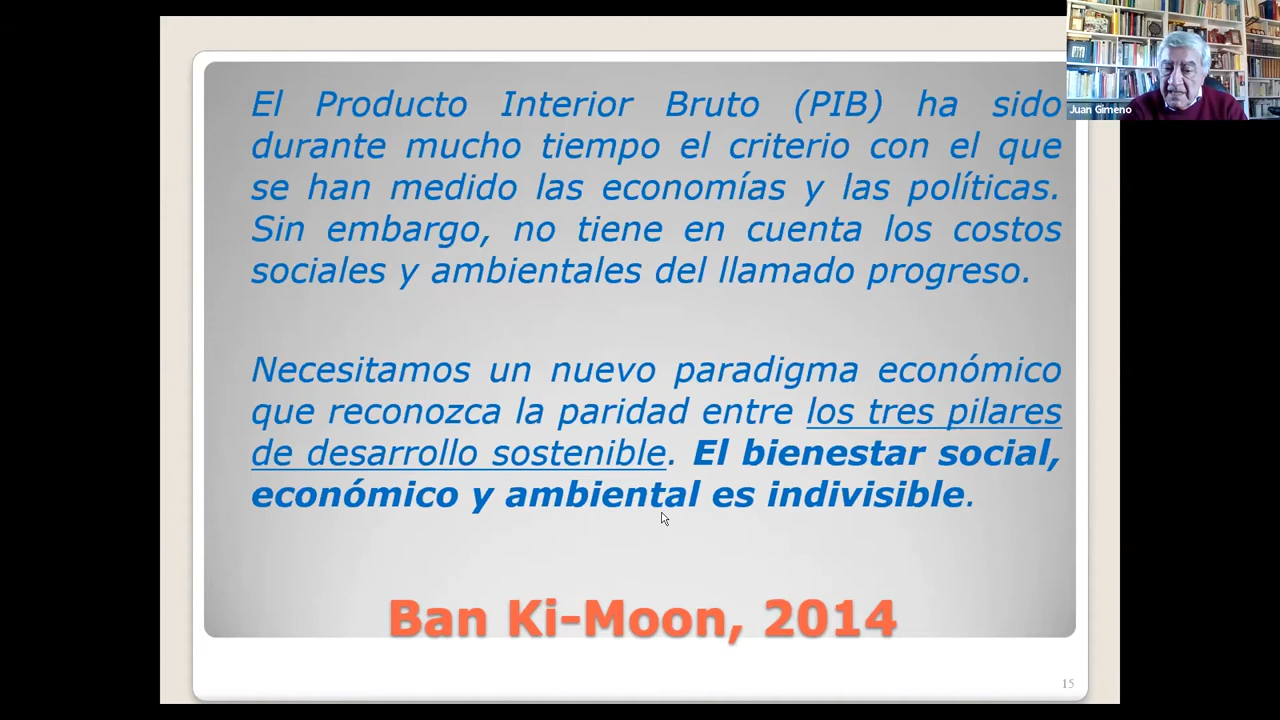 El Producto Interior Bruto (PIB) ha sido
durante mucho tiempo el criterio con el que
se han medido las economías y las políticas.
Sin embargo, no tiene en cuenta los costos
sociales y ambientales del llamado progreso.
Necesitamos un nuevo paradigma económico
que reconozca la paridad entre los tres pilares
de desarrollo sostenible. El bienestar social,
económico y ambiental es indivisible.
Ban Ki-Moon, 2014
15
Juan Gimeno